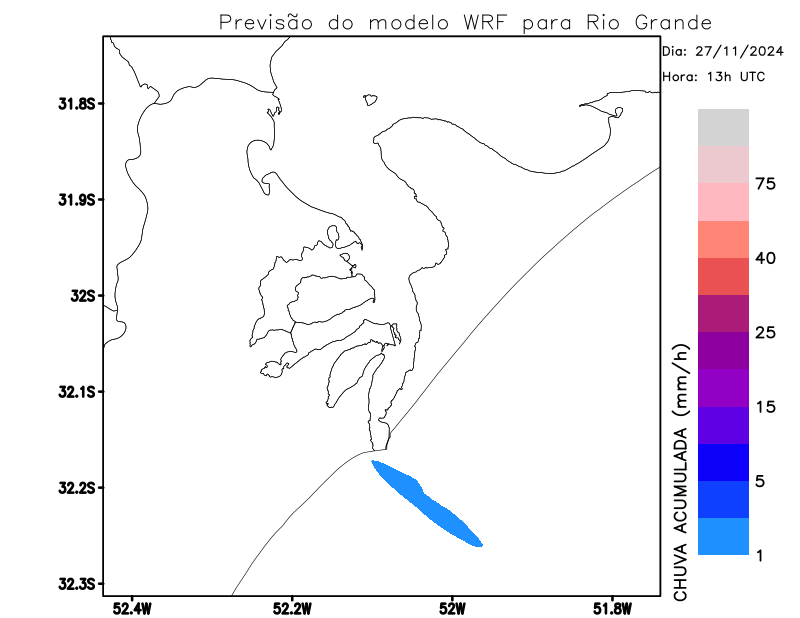 Previsão do modelo WRF para Rio Grande
Dia: 27/11/2024
Hora: 13h UTC
31.8S
31.9S
32S
32.1S
32.2S
32.3S
52.4W
52.2W
52W
51.8W
75
40
25
15
5
1
CHUVA ACUMULADA (mm/h)